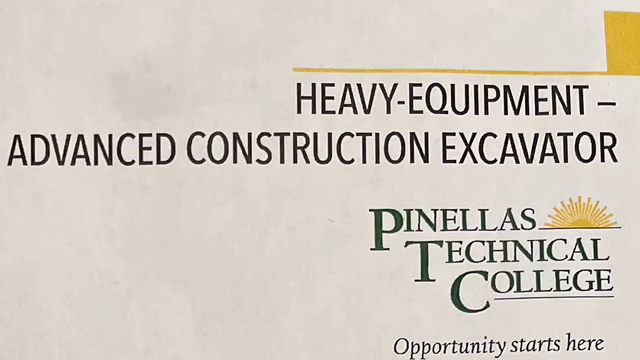 HEAVY-EQUIPMENT –
ADVANCED CONSTRUCTION EXCAVATOR
PINELLAS
TECHNICAL
COLLEGE
Opportunity starts here